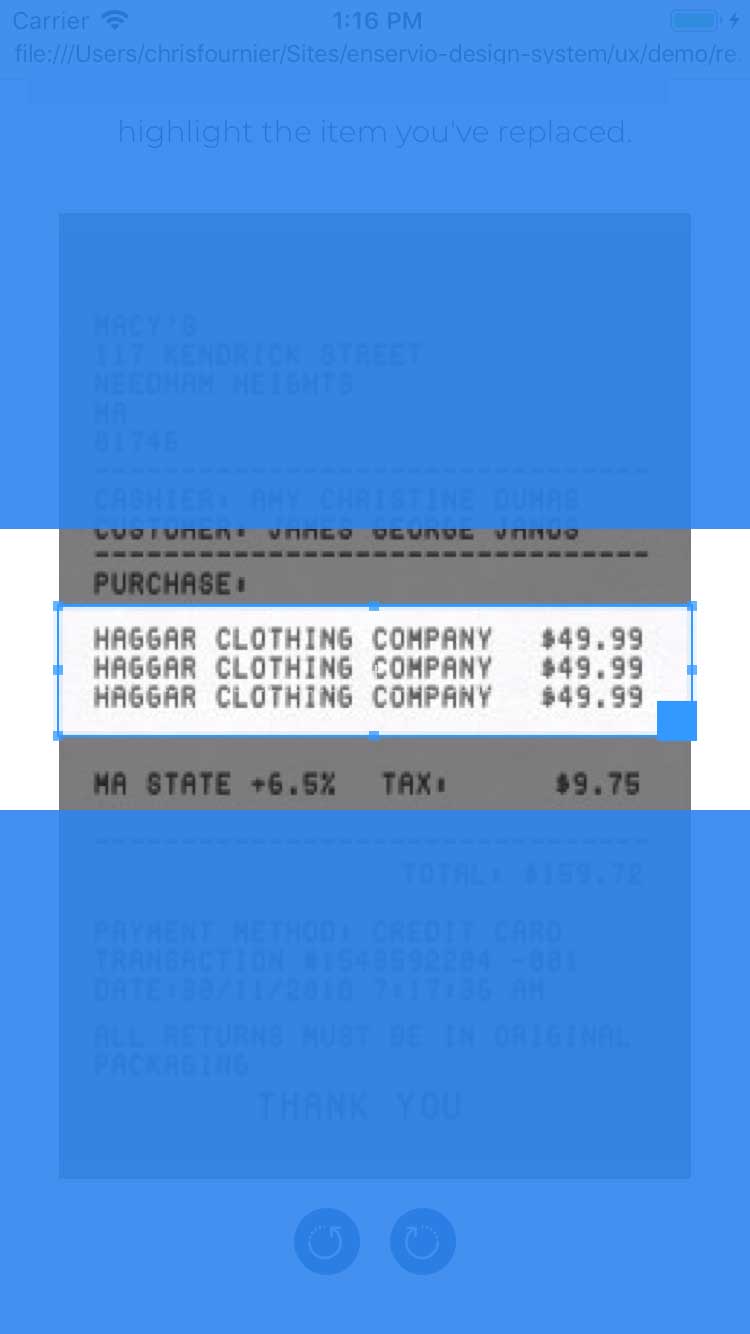 Carrier 1:16 PM
file:///Users/chrisfournier/Sites/enservio-design-system/ux/demo/re.
highlight the item you've replaced.
MACY'S
117 KENDRICK STREET
NEEDHAM HEIGHTS
MA
01746
CASHIER: AMY CHRISTINE DUMAS
CUSTOMER: JAMES GEORGE JANOS
PURCHASE:
HAGGAR CLOTHING COMPANY $49.99
HAGGAR CLOTHING COMPANY $49.99
HAGGAR CLOTHING COMPANY $49.99
MA STATE +6.5% TAX: $9.75
TOTAL: $159.72
PAYMENT METHOD: CREDIT CARD
TRANSACTION #1548592204 -001
DATE:30/11/2018 7:17:36 AM
ALL RETURNS MUST BE IN ORIGINAL
PACKAGING
THANK YOU